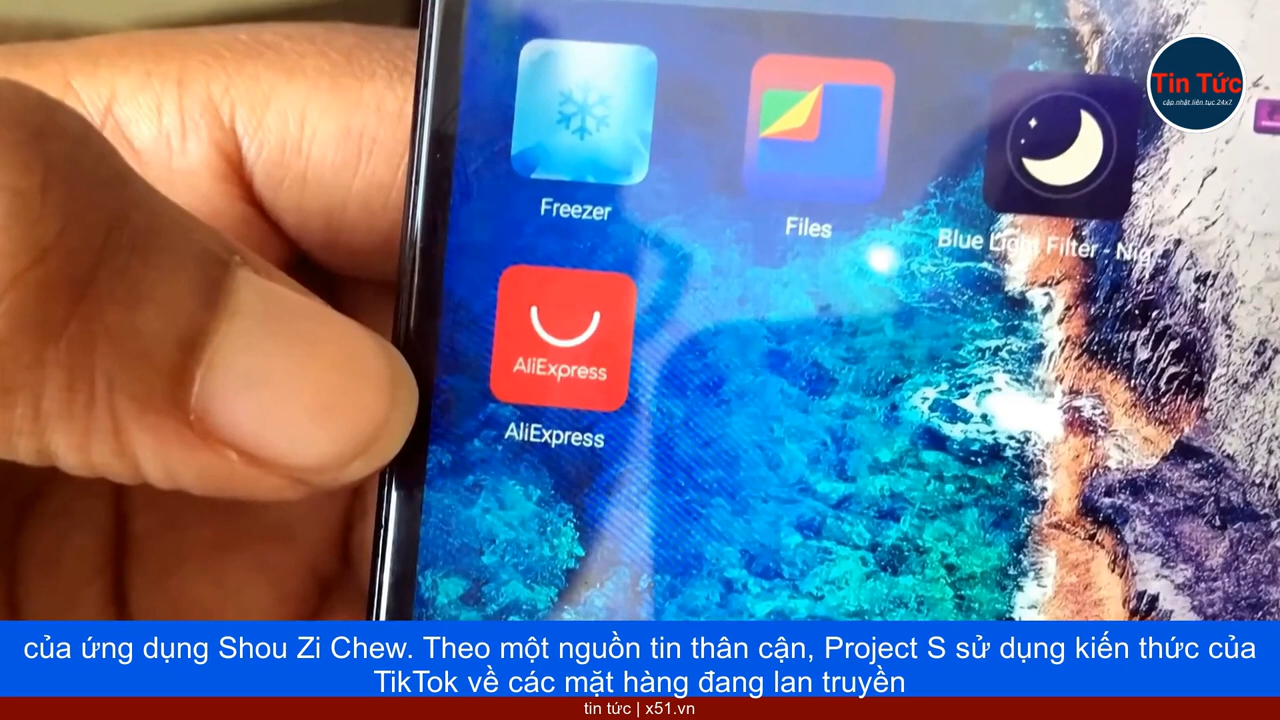 Tin Tức
cập nhật liên tục 24x7
Freezer
Files
Blue Light Filter - Nig
AliExpress
AliExpress
của ứng dụng Shou Zi Chew. Theo một nguồn tin thân cận, Project S sử dụng kiến thức của
TikTok về các mặt hàng đang lan truyền
tin tức | x51.vn